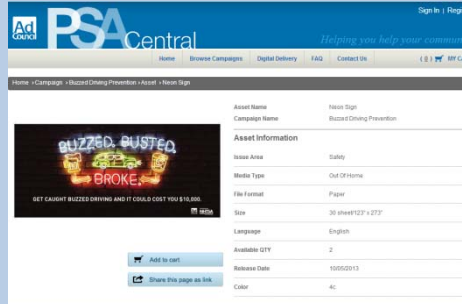 Sign In | Regi
Ad Council PSA Central
Helping you help your commun
Home Browse Campaigns Digital Delivery FAQ Contact Us ( 0 ) MY CA
Home » Campaign » Buzzed Driving Prevention » Asset » Neon Sign
Asset Name Neon Sign
Campaign Name Buzzed Driving Prevention
Asset Information
Issue Area Safety
Media Type Out Of Home
File Format Paper
Size 30 sheet/123" x 273"
Language English
Available QTY 2
Release Date 10/05/2013
Color 4c
BUZZED, BUSTED,
BROKE.
GET CAUGHT BUZZED DRIVING AND IT COULD COST YOU $10,000.
Add to cart
Share this page as link